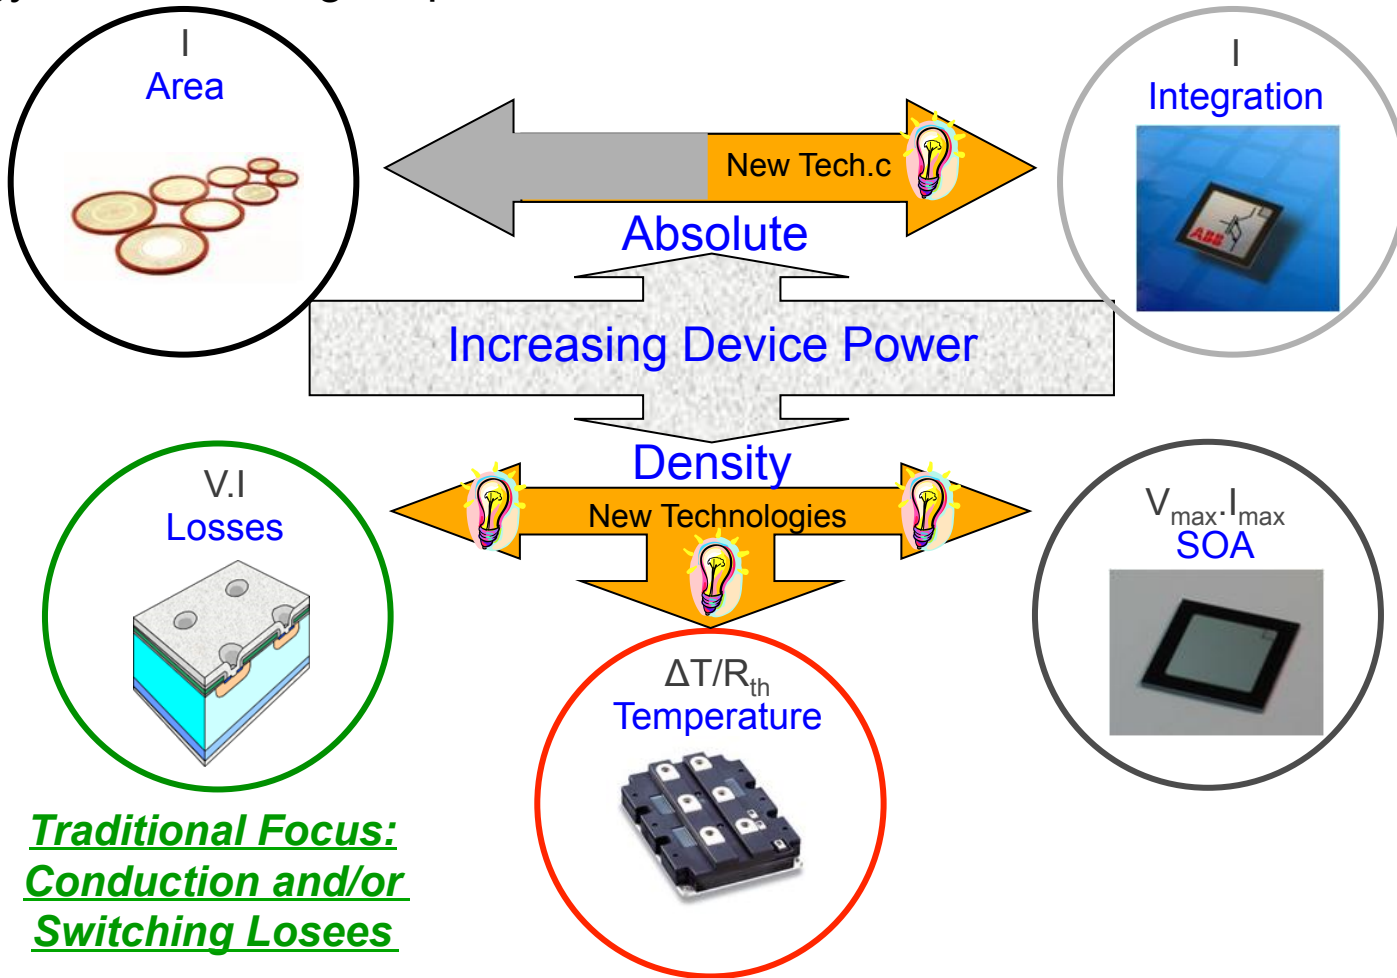 I
Area
I
Integration
New Tech.c
ABB
Absolute
Increasing Device Power
Density
New Technologies
V.I
Losses
Vmax.Imax
SOA
ΔT/Rth
Temperature
Traditional Focus:
Conduction and/or
Switching Losees